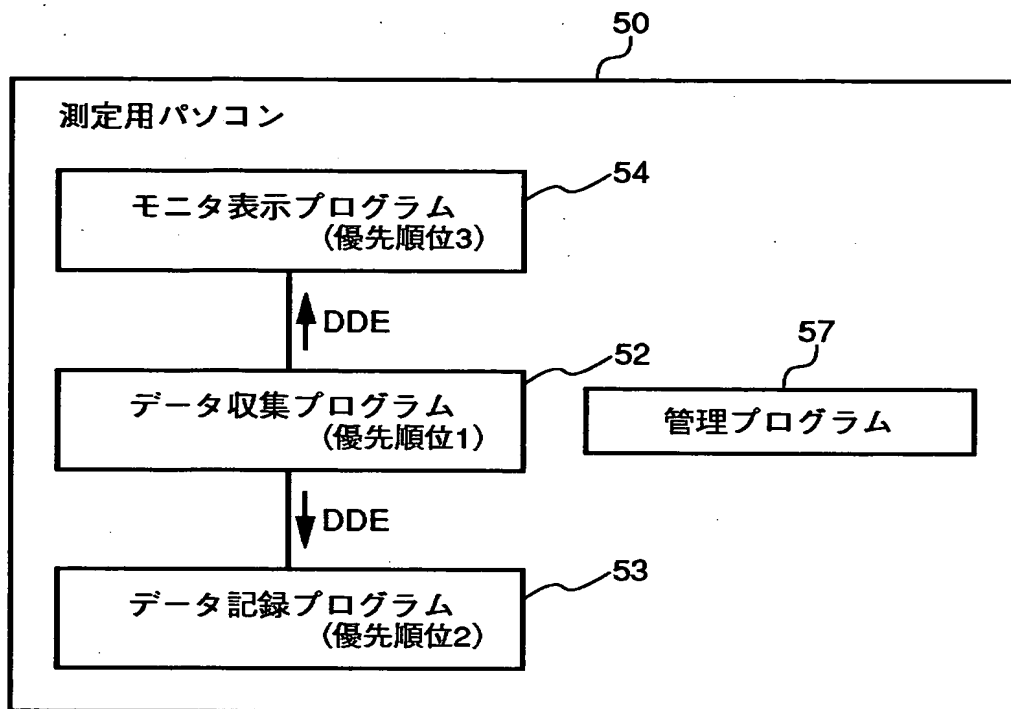 50
測定用パソコン
54
モニタ表示プログラム
(優先順位3)
DDE
52
57
データ収集プログラム
(優先順位1)
管理プログラム
DDE
53
データ記録プログラム
(優先順位2)